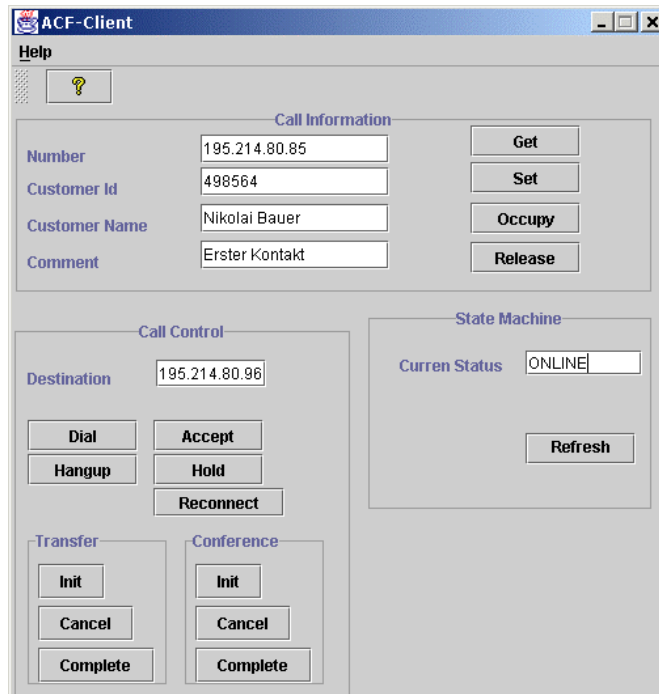 ACF-Client
Help
Call Information
Number 195.214.80.85 Get
Customer Id 498564 Set
Customer Name Nikolai Bauer Occupy
Comment Erster Kontakt Release
Call Control
Destination 195.214.80.96
Dial Accept
Hangup Hold
Reconnect
Transfer
Init
Cancel
Complete
Conference
Init
Cancel
Complete
State Machine
Curren Status ONLINE
Refresh